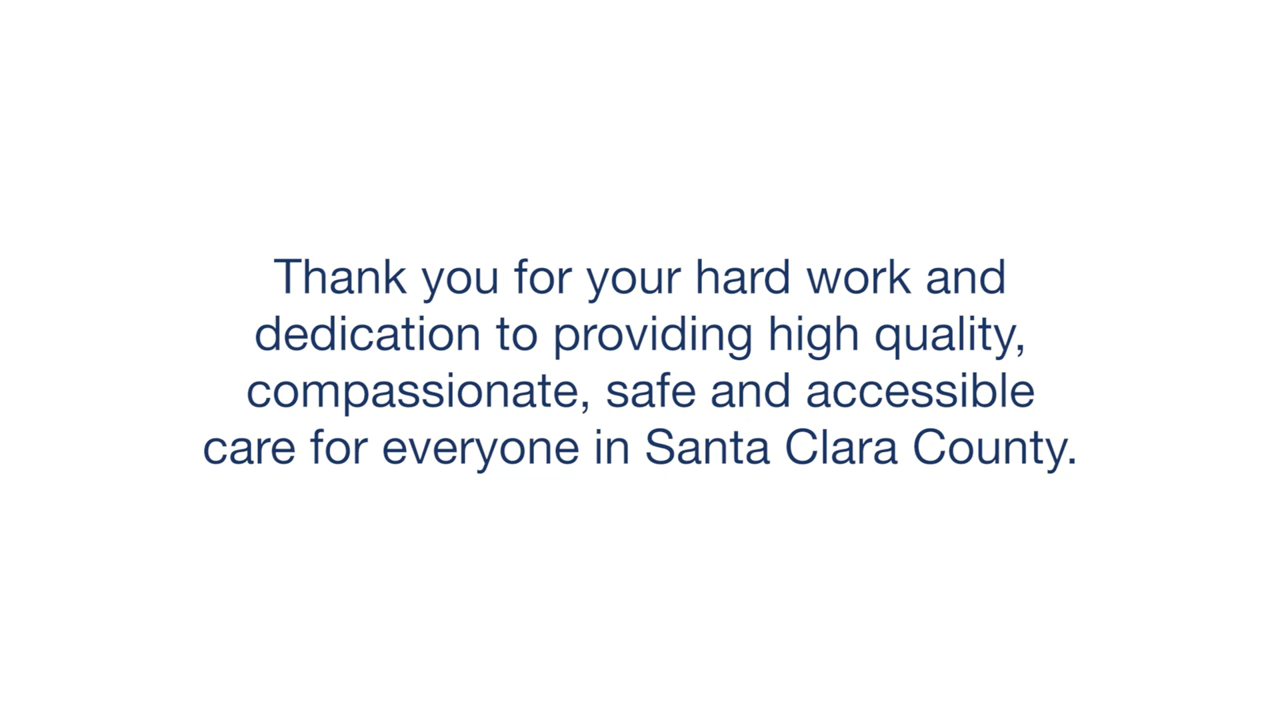 Thank you for your hard work and
dedication to providing high quality,
compassionate, safe and accessible
care for everyone in Santa Clara County.